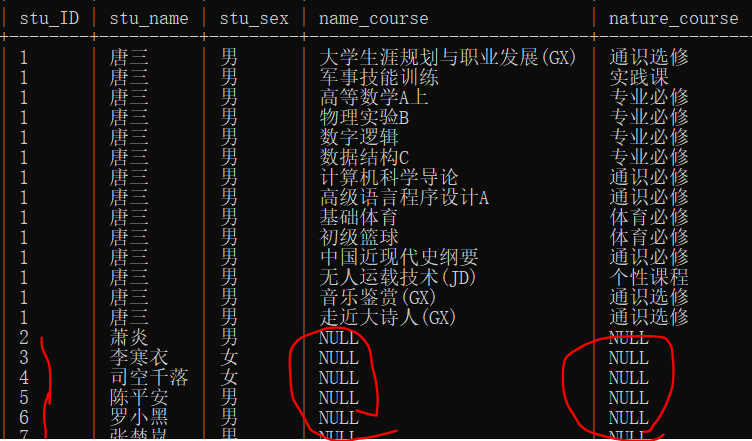 stu_ID | stu_name | stu_sex | name_course | nature_course
1 | 唐三 | 男 | 大学生涯规划与职业发展(GX) | 通识选修
1 | 唐三 | 男 | 军事技能训练 | 实践课
1 | 唐三 | 男 | 高等数学A上 | 专业必修
1 | 唐三 | 男 | 物理实验B | 专业必修
1 | 唐三 | 男 | 数字逻辑 | 专业必修
1 | 唐三 | 男 | 数据结构C | 专业必修
1 | 唐三 | 男 | 计算机科学导论 | 通识必修
1 | 唐三 | 男 | 高级语言程序设计A | 通识必修
1 | 唐三 | 男 | 基础体育 | 体育必修
1 | 唐三 | 男 | 初级篮球 | 体育必修
1 | 唐三 | 男 | 中国近现代史纲要 | 通识必修
1 | 唐三 | 男 | 无人运载技术(JD) | 个性课程
1 | 唐三 | 男 | 音乐鉴赏(GX) | 通识选修
1 | 唐三 | 男 | 走近大诗人(GX) | 通识选修
2 | 萧炎 | 男 | NULL | NULL
3 | 李寒衣 | 女 | NULL | NULL
4 | 司空千落 | 女 | NULL | NULL
5 | 陈平安 | 男 | NULL | NULL
6 | 罗小黑 | 男 | NULL | NULL
7 | 张楚岚 | 男 | NULL | NULL